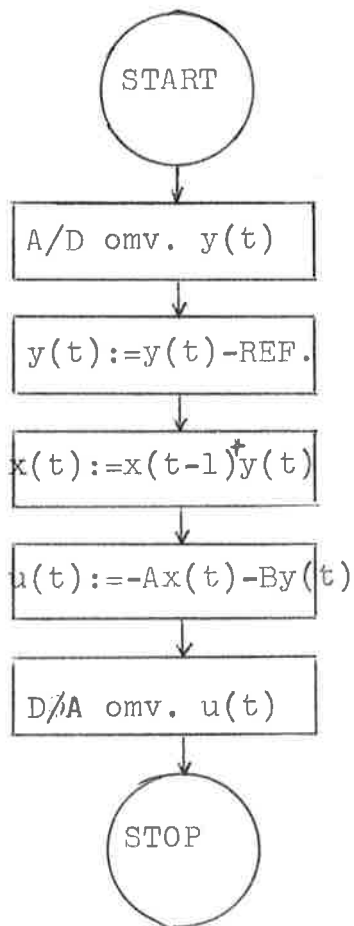 START
A/D omv. y(t)
y(t):=y(t)-REF.
x(t):=x(t-1)+y(t)
u(t):=-Ax(t)-By(t)
D/A omv. u(t)
STOP